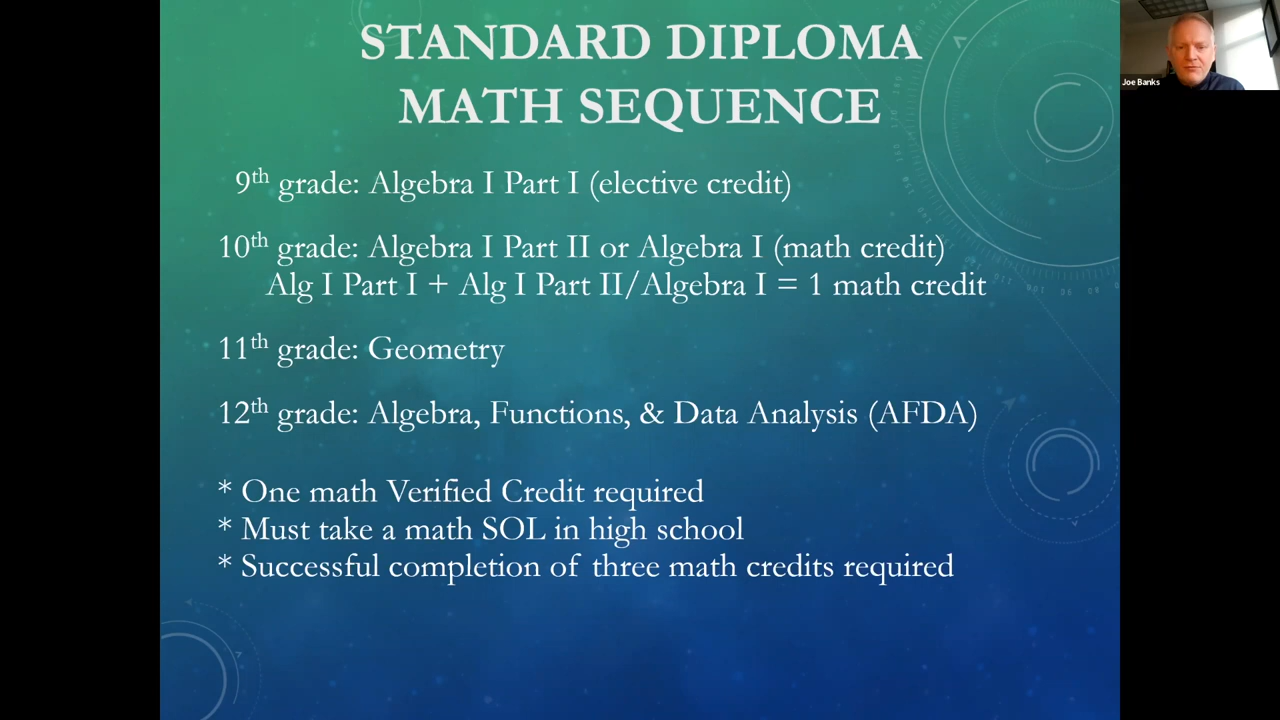 STANDARD DIPLOMA
MATH SEQUENCE
9th grade: Algebra I Part I (elective credit)
10th grade: Algebra I Part II or Algebra I (math credit)
Alg I Part I + Alg I Part II/Algebra I = 1 math credit
11th grade: Geometry
12th grade: Algebra, Functions, & Data Analysis (AFDA)
* One math Verified Credit required
* Must take a math SOL in high school
* Successful completion of three math credits required
Joe Banks